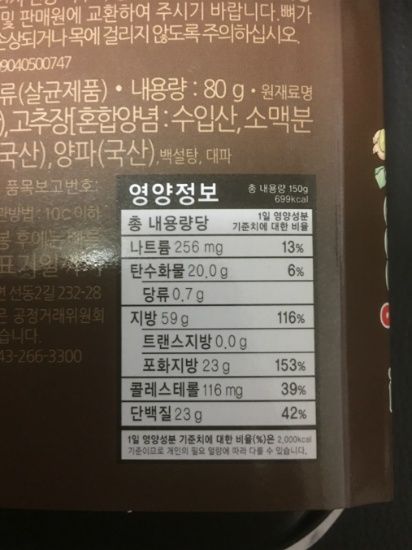 및 판매원에 교환하여 주시기 바랍니다.뼈가
손상되거나 목에 걸리지 않도록 주의하십시오.
9040500747
류(살균제품) • 내용량 : 80 g • 원재료명
),고추장[혼합양념 : 수입산, 소맥분
국산),양파(국산),백설탕, 대파
품목보고번호:
영양정보
총 내용량 150g
699kcal
총 내용량당
1일 영양성분
기준치에 대한 비율
나트륨 256 mg 13%
탄수화물 20.0 g 6%
당류 0.7 g
지방 59 g 116%
트랜스지방 0.0 g
포화지방 23 g 153%
콜레스테롤 116 mg 39%
단백질 23 g 42%
1일 영양성분 기준치에 대한 비율(%)은 2,000kcal
기준이므로 개인의 필요 열량에 따라 다를 수 있습니다.
관방법 : 10C 이하
선동2길 232-28
공정거래위원회
습니다.
43-266-3300